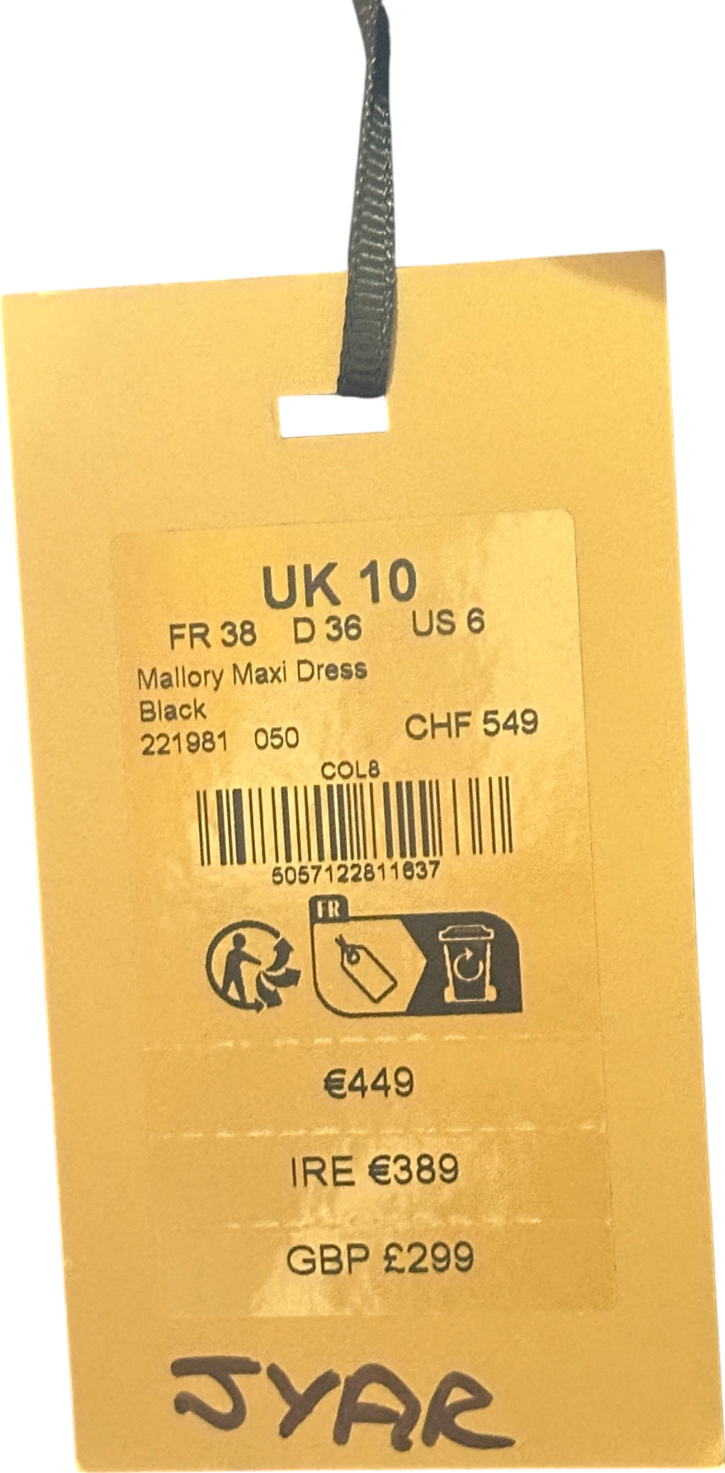 UK 10
FR 38 D 36 US 6
Mallory Maxi Dress
Black
221981 050 CHF 549
COL8
5057122811637
FR
€449
IRE €389
GBP £299
JYAR